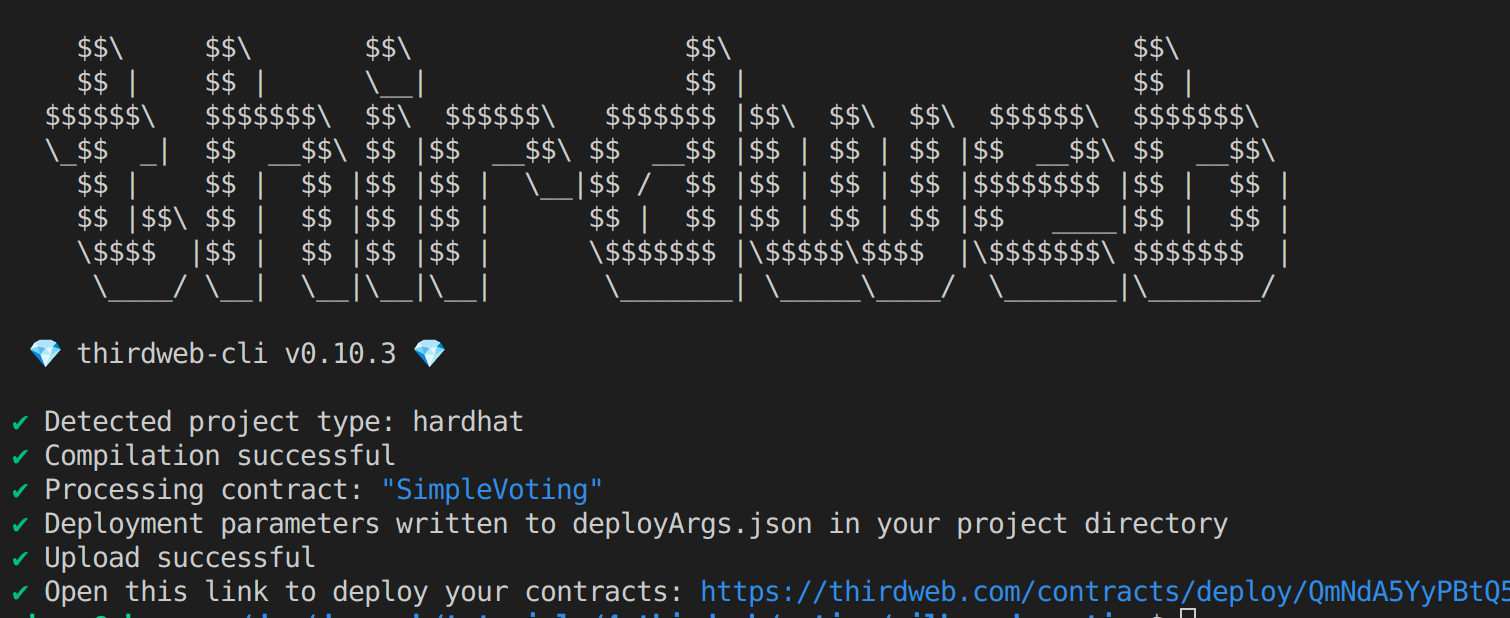 thirdweb
💎 thirdweb-cli v0.10.3 💎
✔ Detected project type: hardhat
✔ Compilation successful
✔ Processing contract: "SimpleVoting"
✔ Deployment parameters written to deployArgs.json in your project directory
✔ Upload successful
✔ Open this link to deploy your contracts: https://thirdweb.com/contracts/deploy/QmNdA5YyPBtQ5